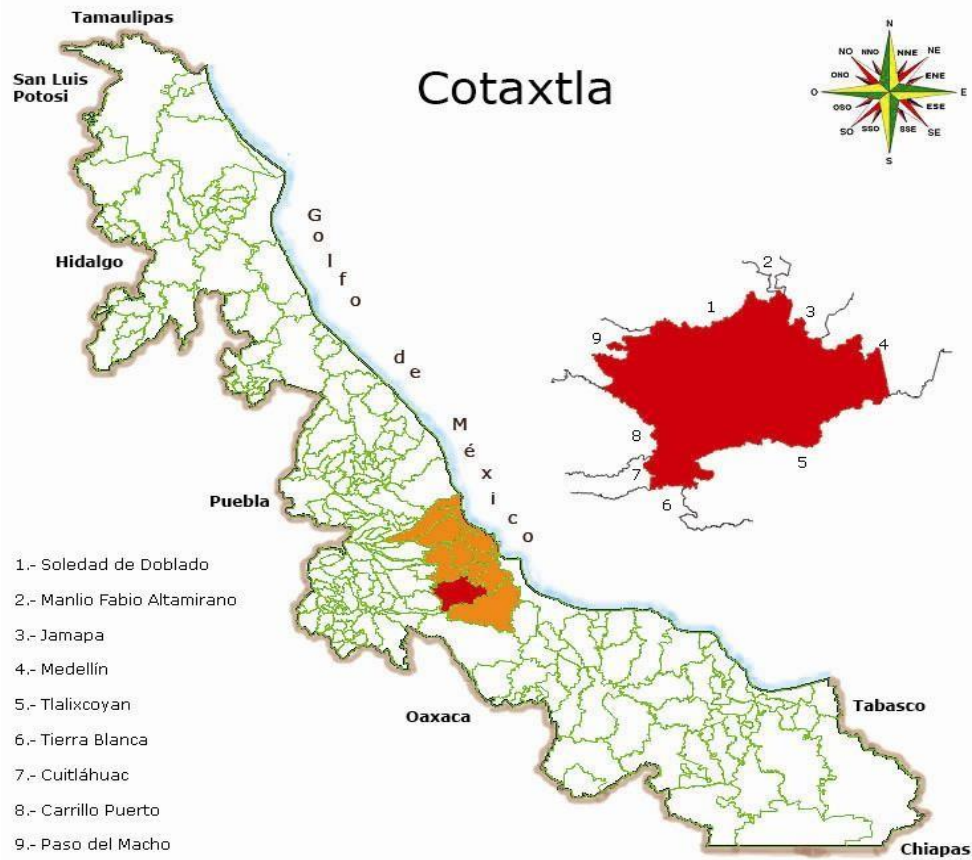 Tamaulipas
San Luis
Potosi
Cotaxtla
N
NNO
NNE
NO
NE
ONO
ENE
O
E
OSO
ESE
SO
SSO
SSE
SE
S
Golfo de México
Hidalgo
Puebla
Oaxaca
Tabasco
Chiapas
2
1
3
9
4
8
5
7
6
1.- Soledad de Doblado
2.- Manlio Fabio Altamirano
3.- Jamapa
4.- Medellín
5.- Tlalixcoyan
6.- Tierra Blanca
7.- Cuitláhuac
8.- Carrillo Puerto
9.- Paso del Macho